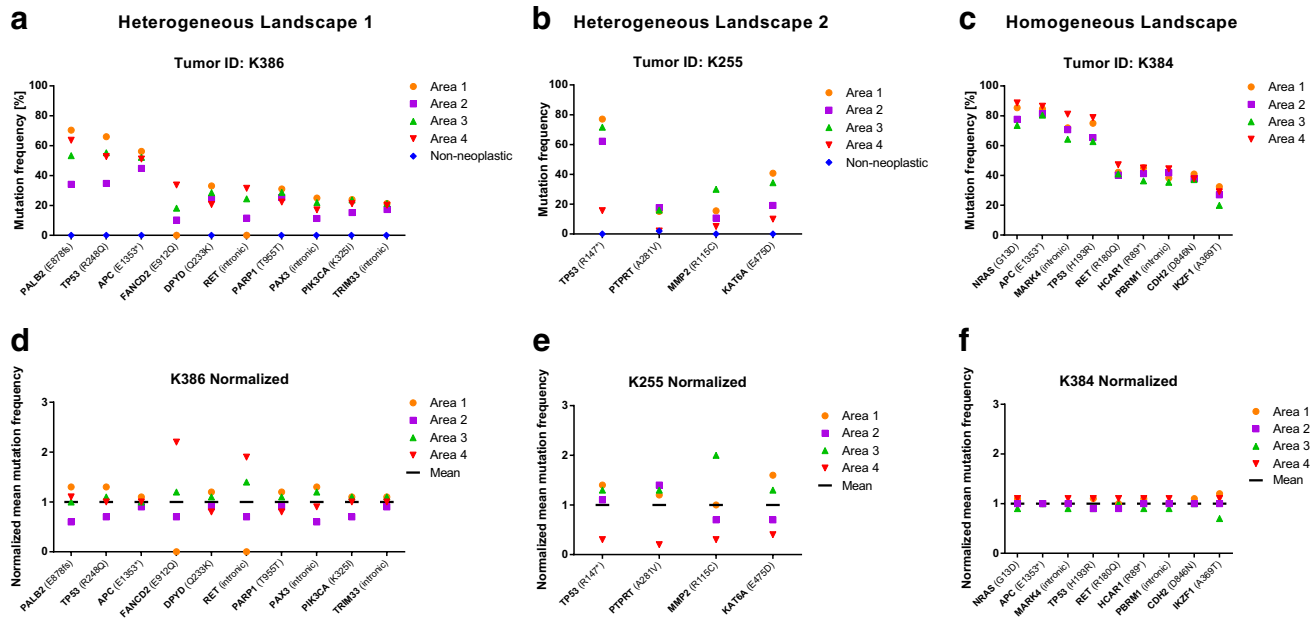 a
Heterogeneous Landscape 1
Tumor ID: K386
Mutation frequency [%]
100
80
60
40
20
0
Area 1
Area 2
Area 3
Area 4
Non-neoplastic
PALB2 (E878fs)
TP53 (R248Q)
APC (E1353*)
FANCD2 (E912Q)
DPYD (Q233K)
RET (intronic)
PARP1 (T955T)
PAX3 (intronic)
PIK3CA (K325I)
TRIM33 (intronic)
b
Heterogeneous Landscape 2
Tumor ID: K255
Mutation frequency
100
80
60
40
20
0
Area 1
Area 2
Area 3
Area 4
Non-neoplastic
TP53 (R147*)
PTPRT (A281V)
MMP2 (R115C)
KAT6A (E475D)
c
Homogeneous Landscape
Tumor ID: K384
Mutation frequency [%]
100
80
60
40
20
0
Area 1
Area 2
Area 3
Area 4
NRAS (G13D)
APC (E1353*)
MARK4 (intronic)
TP53 (H193R)
RET (R180Q)
HCAR1 (R89*)
PBRM1 (intronic)
CDH2 (D846N)
IKZF1 (A369T)
d
K386 Normalized
Normalized mean mutation frequency
3
2
1
0
Area 1
Area 2
Area 3
Area 4
Mean
PALB2 (E878fs)
TP53 (R248Q)
APC (E1353*)
FANCD2 (E912Q)
DPYD (Q233K)
RET (intronic)
PARP1 (T955T)
PAX3 (intronic)
PIK3CA (K325I)
TRIM33 (intronic)
e
K255 Normalized
Normalized mean mutation frequency
3
2
1
0
Area 1
Area 2
Area 3
Area 4
Mean
TP53 (R147*)
PTPRT (A281V)
MMP2 (R115C)
KAT6A (E475D)
f
K384 Normalized
Normalized mean mutation frequency
3
2
1
0
Area 1
Area 2
Area 3
Area 4
Mean
NRAS (G13D)
APC (E1353*)
MARK4 (intronic)
TP53 (H193R)
RET (R180Q)
HCAR1 (R89*)
PBRM1 (intronic)
CDH2 (D846N)
IKZF1 (A369T)